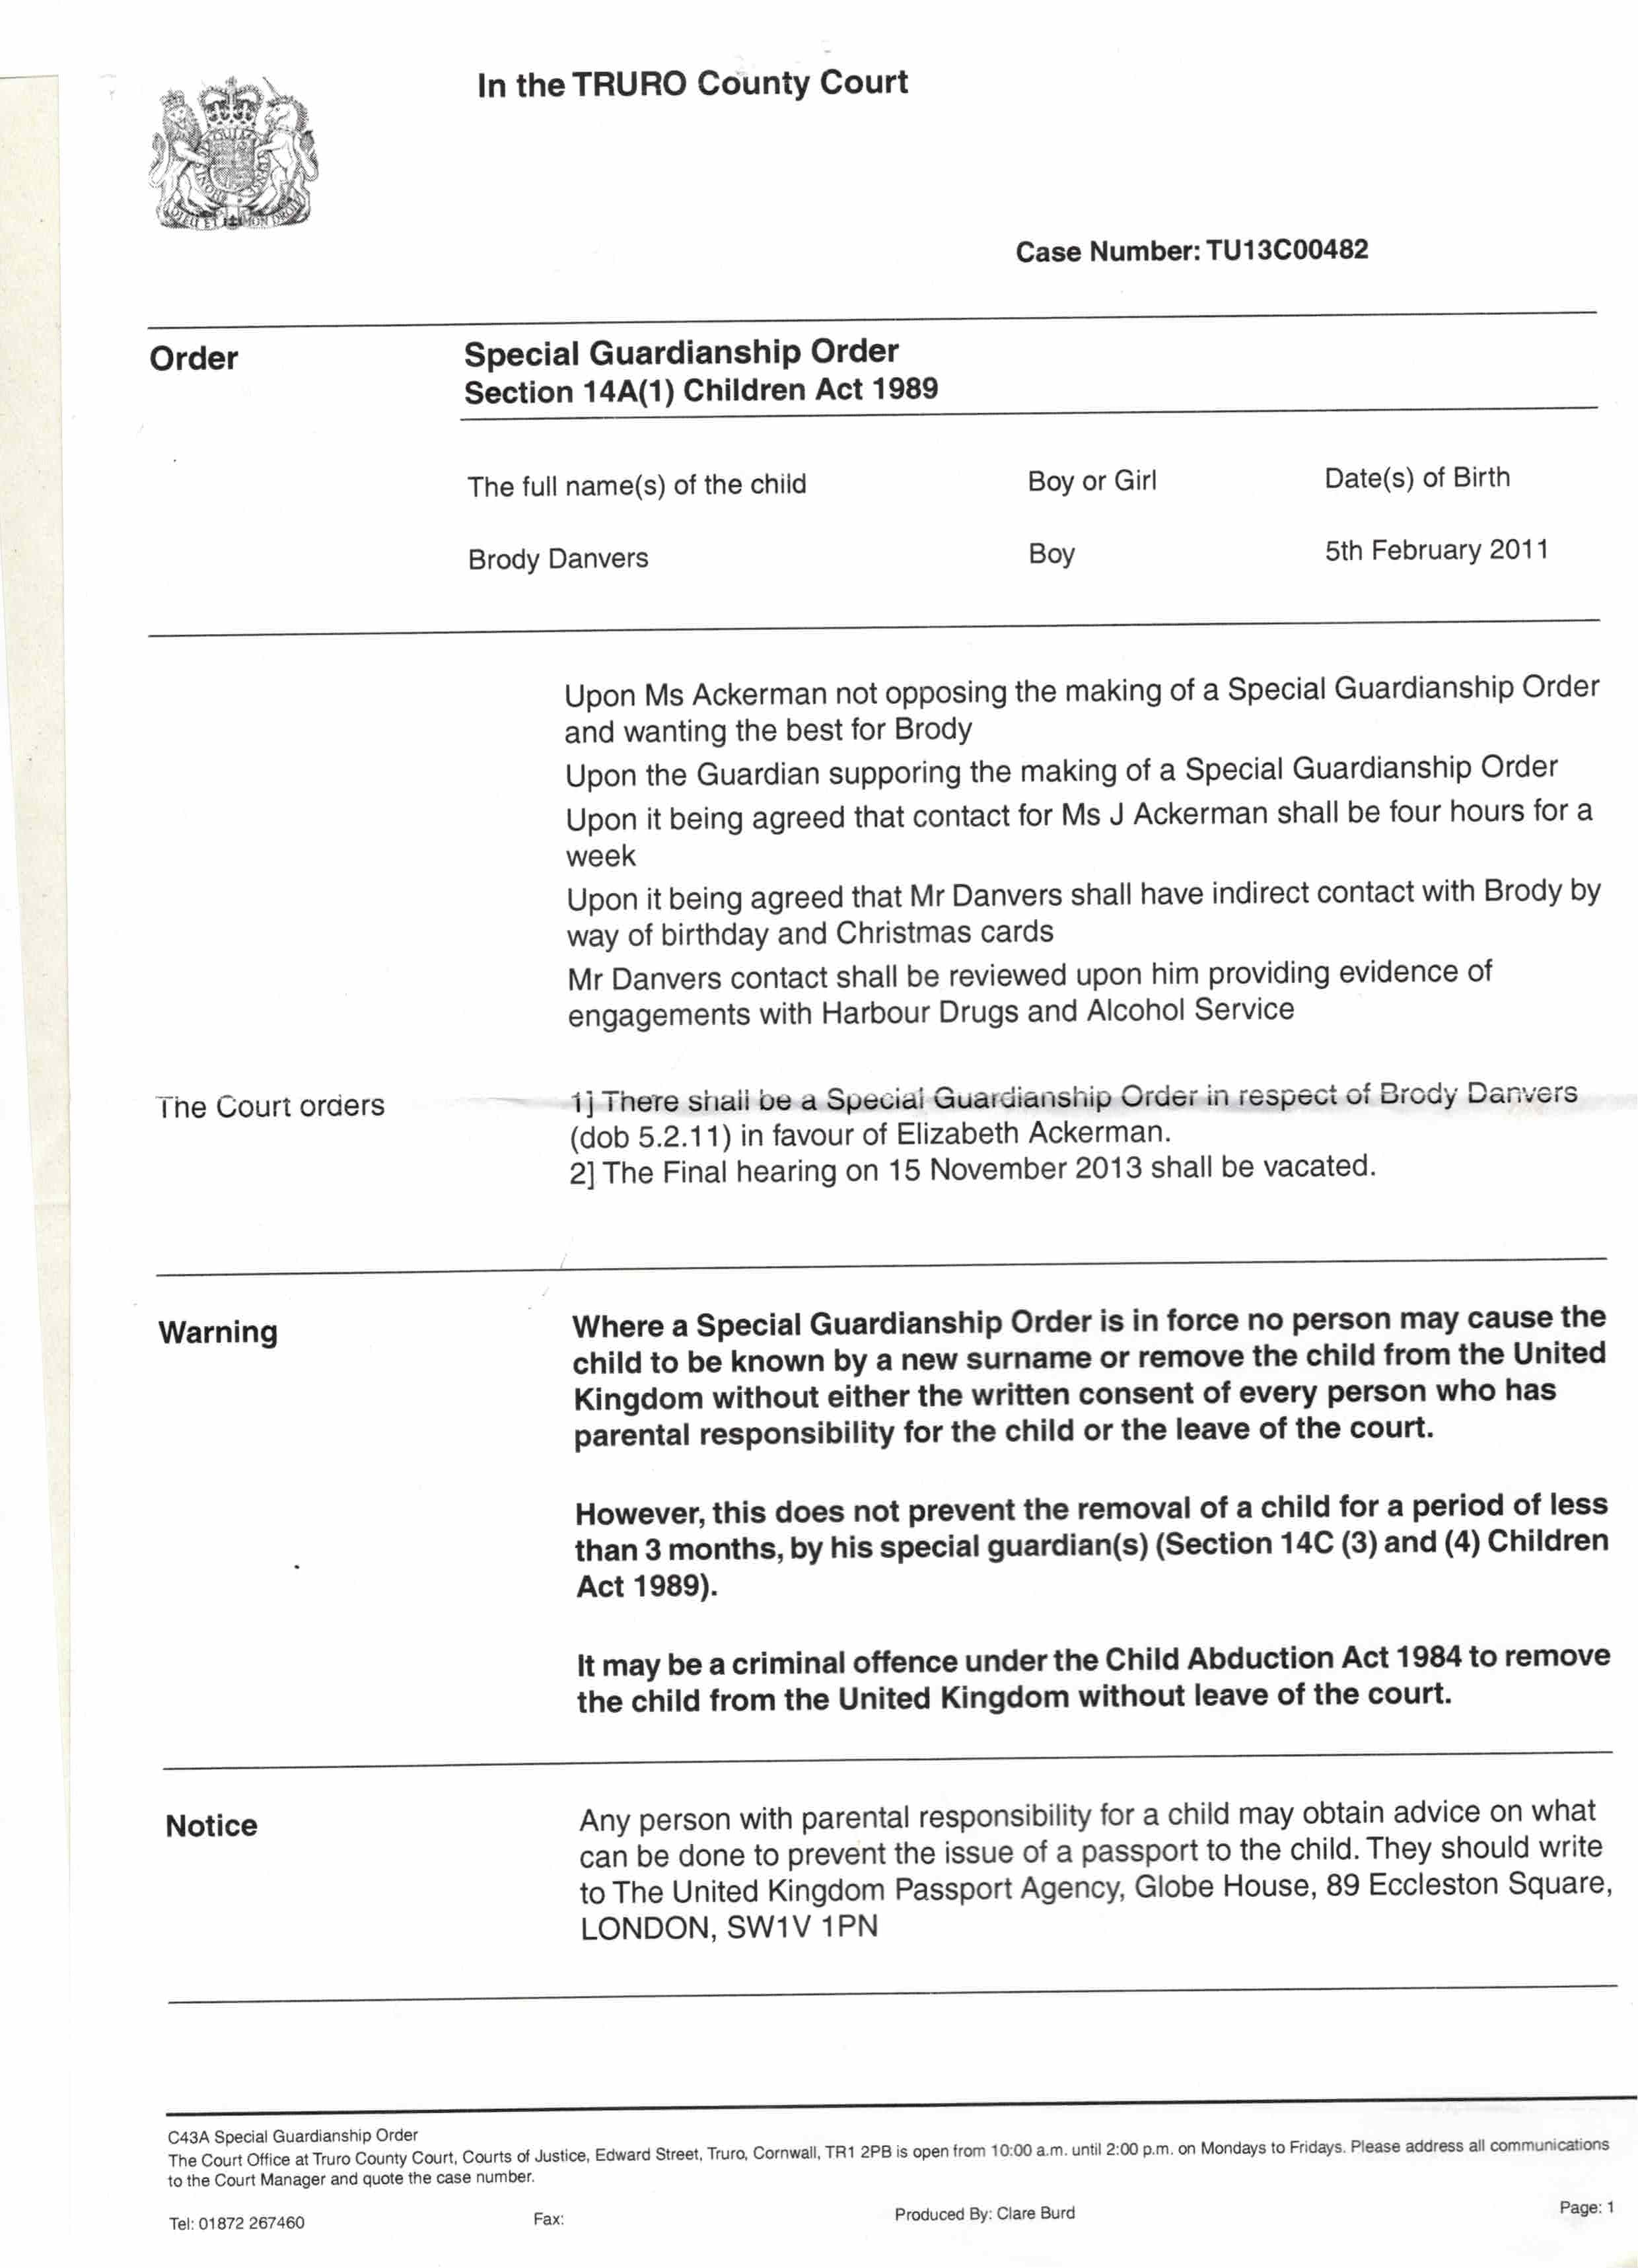 In the TRURO County Court
Case Number: TU13C00482
Order
Special Guardianship Order
Section 14A(1) Children Act 1989
The full name(s) of the child Boy or Girl Date(s) of Birth
Brody Danvers Boy 5th February 2011
Upon Ms Ackerman not opposing the making of a Special Guardianship Order
and wanting the best for Brody
Upon the Guardian supporing the making of a Special Guardianship Order
Upon it being agreed that contact for Ms J Ackerman shall be four hours for a
week
Upon it being agreed that Mr Danvers shall have indirect contact with Brody by
way of birthday and Christmas cards
Mr Danvers contact shall be reviewed upon him providing evidence of
engagements with Harbour Drugs and Alcohol Service
The Court orders 1] There shall be a Special Guardianship Order in respect of Brody Danvers
(dob 5.2.11) in favour of Elizabeth Ackerman.
2] The Final hearing on 15 November 2013 shall be vacated.
Warning Where a Special Guardianship Order is in force no person may cause the
child to be known by a new surname or remove the child from the United
Kingdom without either the written consent of every person who has
parental responsibility for the child or the leave of the court.
However, this does not prevent the removal of a child for a period of less
than 3 months, by his special guardian(s) (Section 14C (3) and (4) Children
Act 1989).
It may be a criminal offence under the Child Abduction Act 1984 to remove
the child from the United Kingdom without leave of the court.
Notice Any person with parental responsibility for a child may obtain advice on what
can be done to prevent the issue of a passport to the child. They should write
to The United Kingdom Passport Agency, Globe House, 89 Eccleston Square,
LONDON, SW1V 1PN
C43A Special Guardianship Order
The Court Office at Truro County Court, Courts of Justice, Edward Street, Truro, Cornwall, TR1 2PB is open from 10:00 a.m. until 2:00 p.m. on Mondays to Fridays. Please address all communications
to the Court Manager and quote the case number.
Tel: 01872 267460 Fax: Produced By: Clare Burd Page: 1